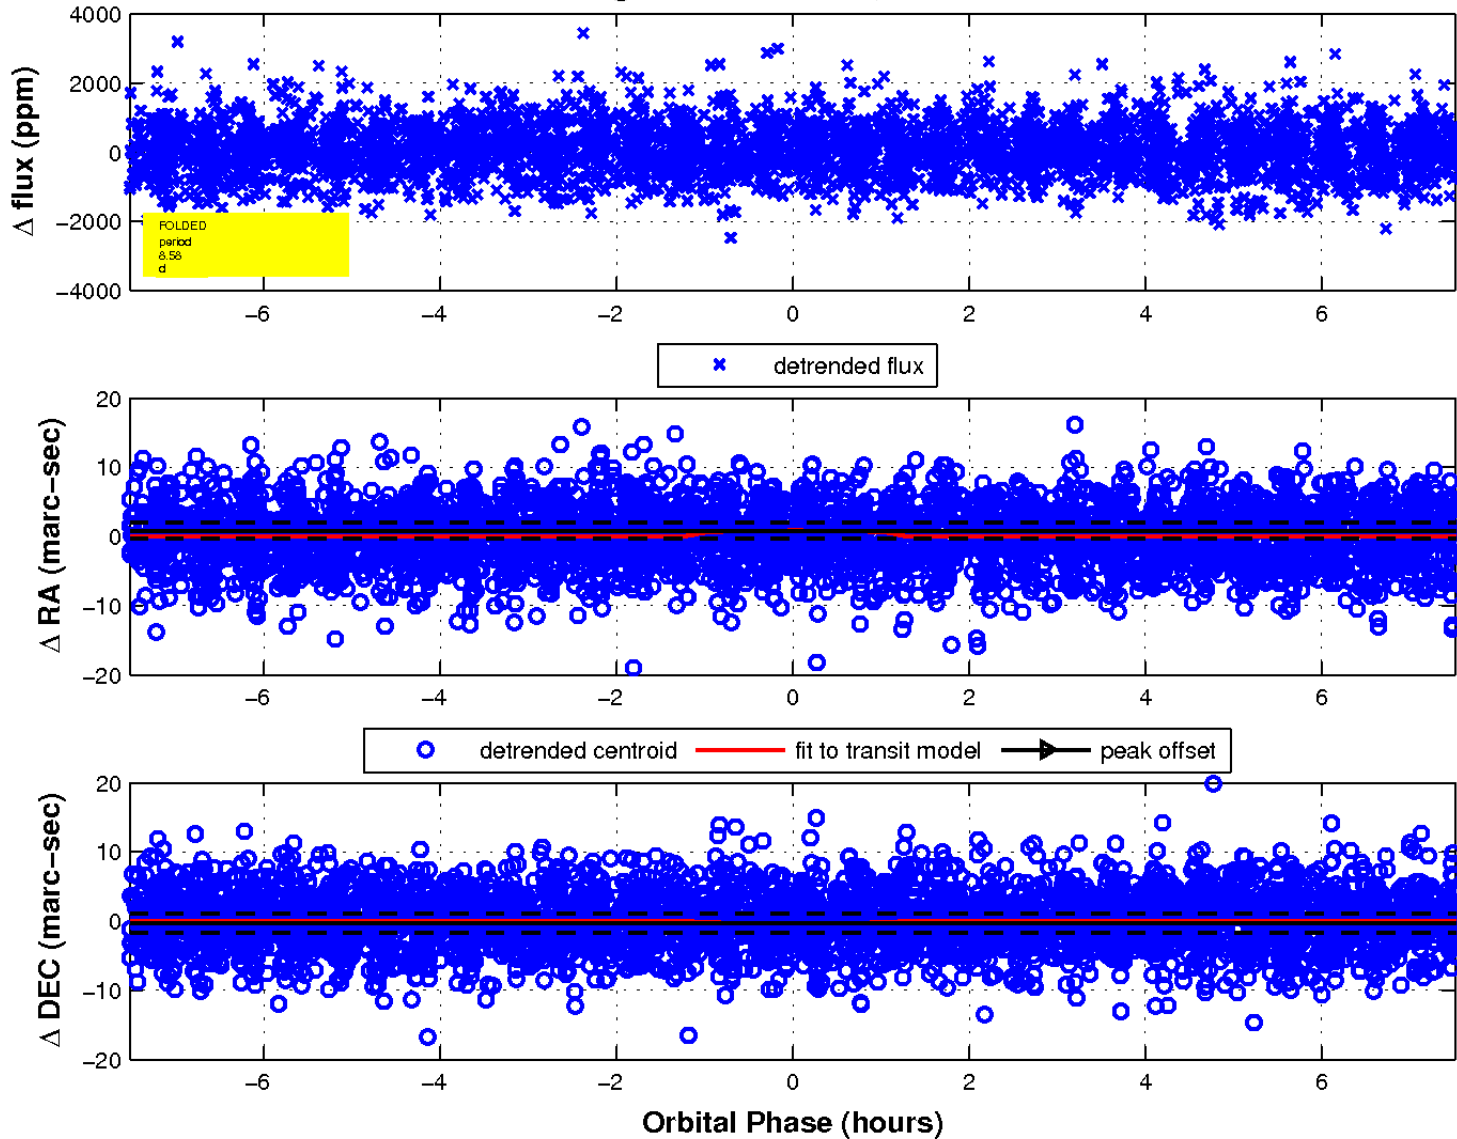 4000
2000
0
−2000
−4000
Δ flux (ppm)
FOLDED
period
8.58
d
−6 −4 −2 0 2 4 6
detrended flux
20
10
0
−10
−20
Δ RA (marc−sec)
−6 −4 −2 0 2 4 6
detrended centroid fit to transit model peak offset
20
10
0
−10
−20
Δ DEC (marc−sec)
−6 −4 −2 0 2 4 6
Orbital Phase (hours)